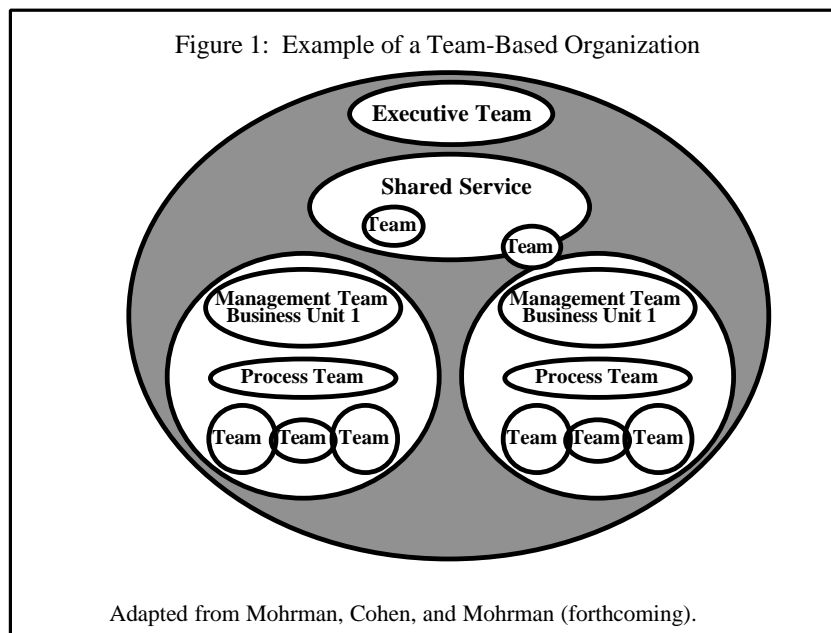 Figure 1:  Example of a Team-Based Organization
Executive Team
Shared Service
Team
Team
Management Team
Business Unit 1
Management Team
Business Unit 1
Process Team
Process Team
Team Team Team
Team Team Team
Adapted from Mohrman, Cohen, and Mohrman (forthcoming).